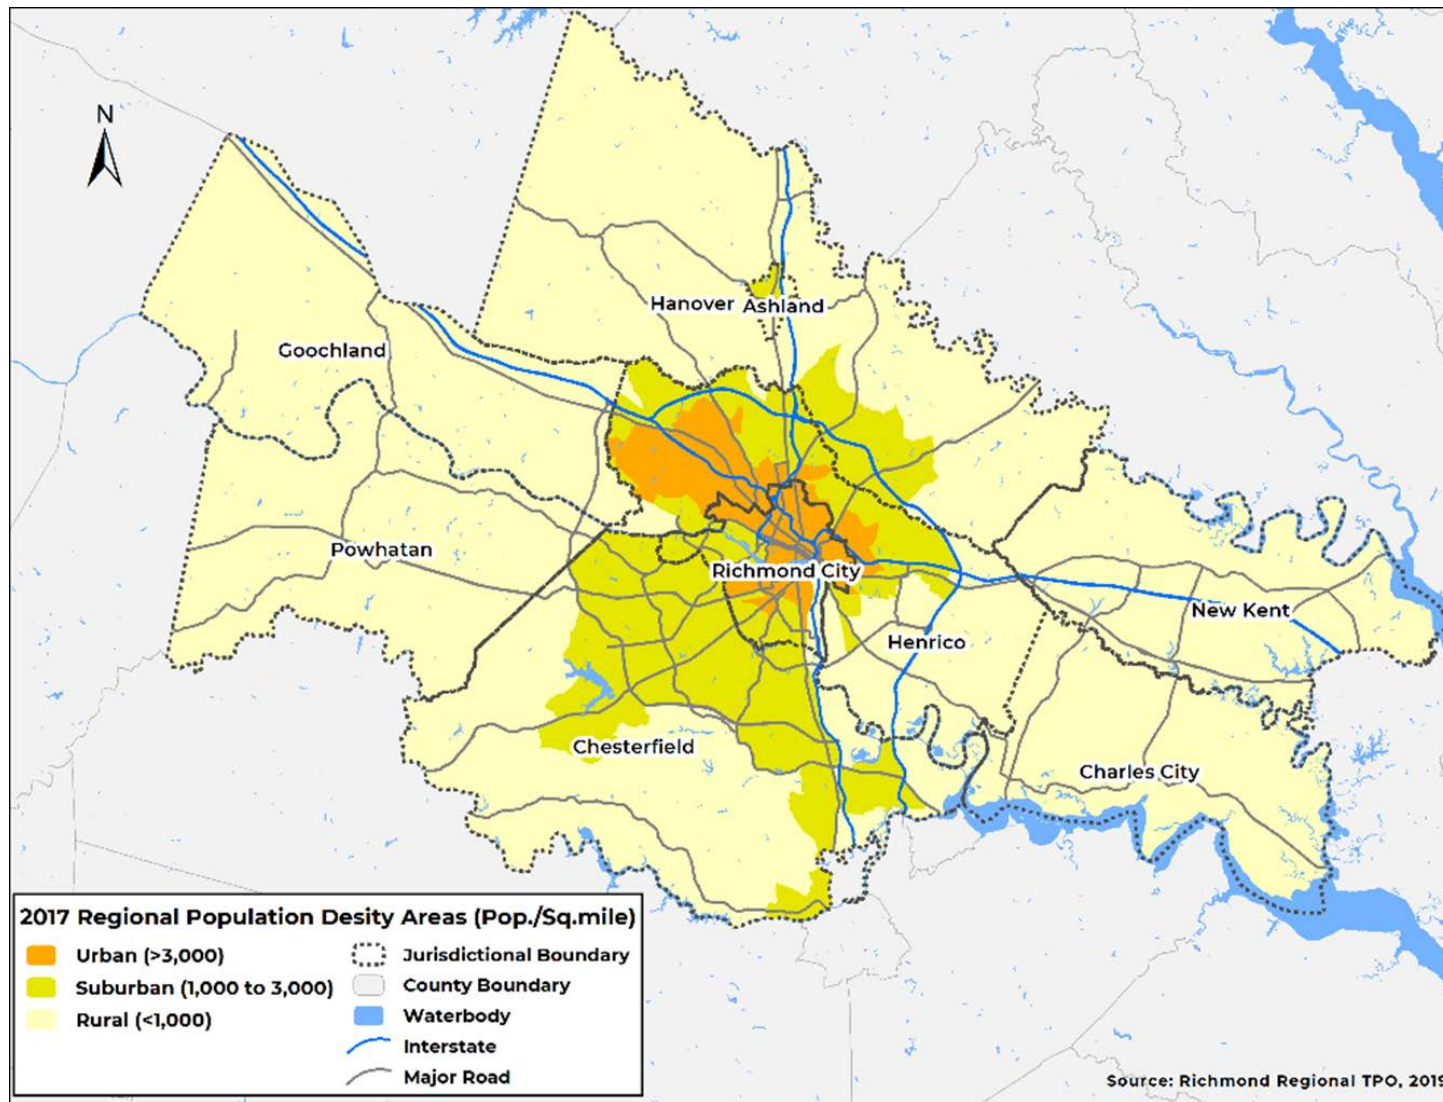 N
Hanover
Ashland
Goochland
Powhatan
Richmond City
New Kent
Henrico
Chesterfield
Charles City
2017 Regional Population Desity Areas (Pop./Sq.mile)
Urban (>3,000)
Suburban (1,000 to 3,000)
Rural (<1,000)
Jurisdictional Boundary
County Boundary
Waterbody
Interstate
Major Road
Source: Richmond Regional TPO, 2019